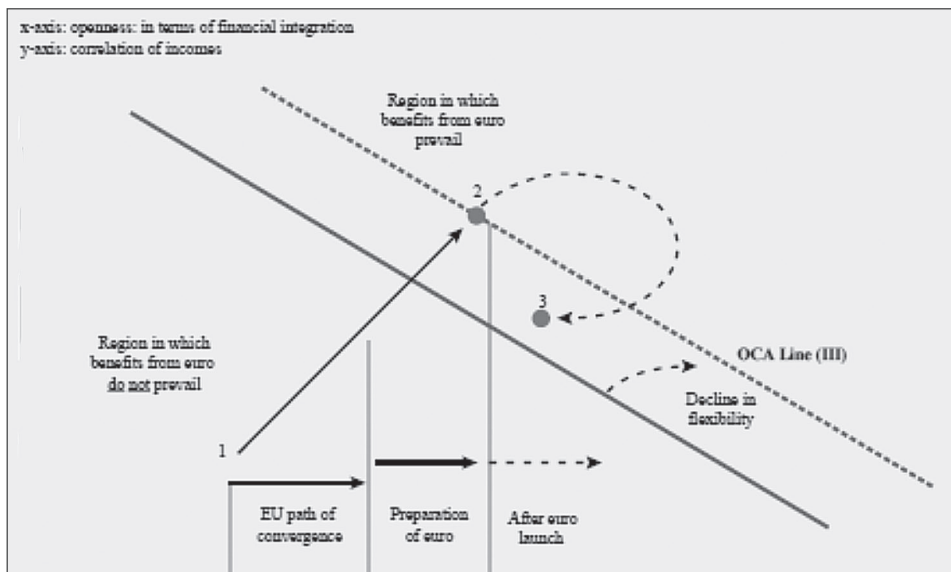 x-axis: openness: in terms of financial integration
y-axis: correlation of incomes
Region in which
benefits from euro
prevail
2
3
Region in which
benefits from euro
do not prevail
OCA Line (III)
Decline in
flexibility
1
EU path of
convergence
Preparation
of euro
After euro
launch